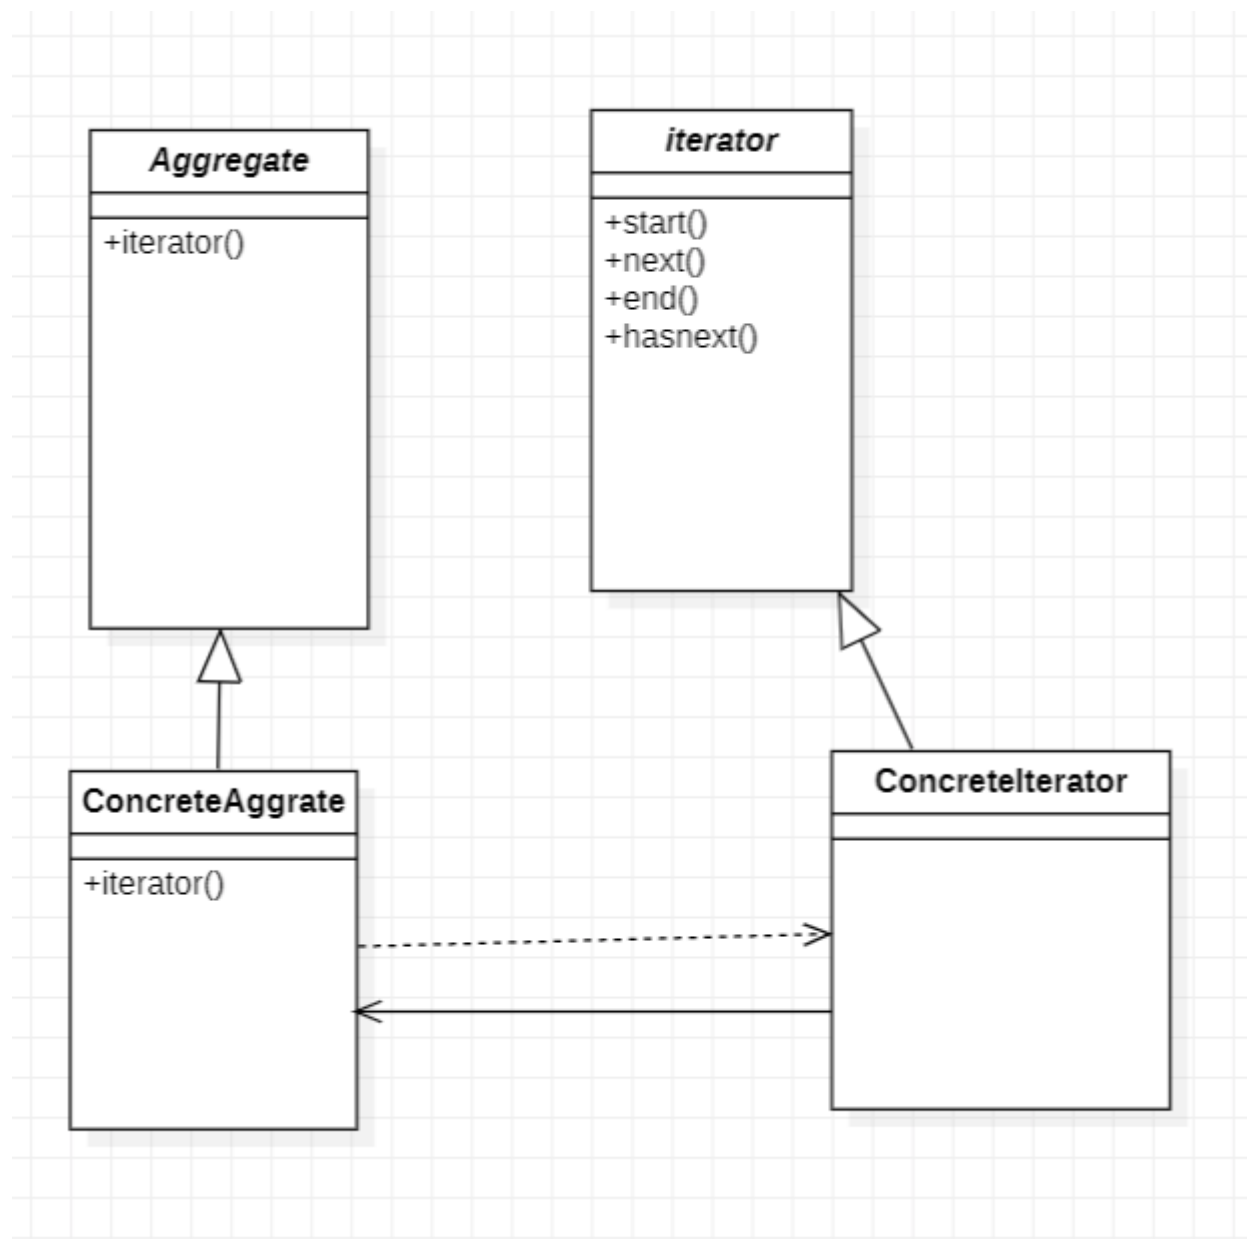 Aggregate
+iterator()
iterator
+start()
+next()
+end()
+hasnext()
ConcreteAggrate
+iterator()
ConcreteIterator